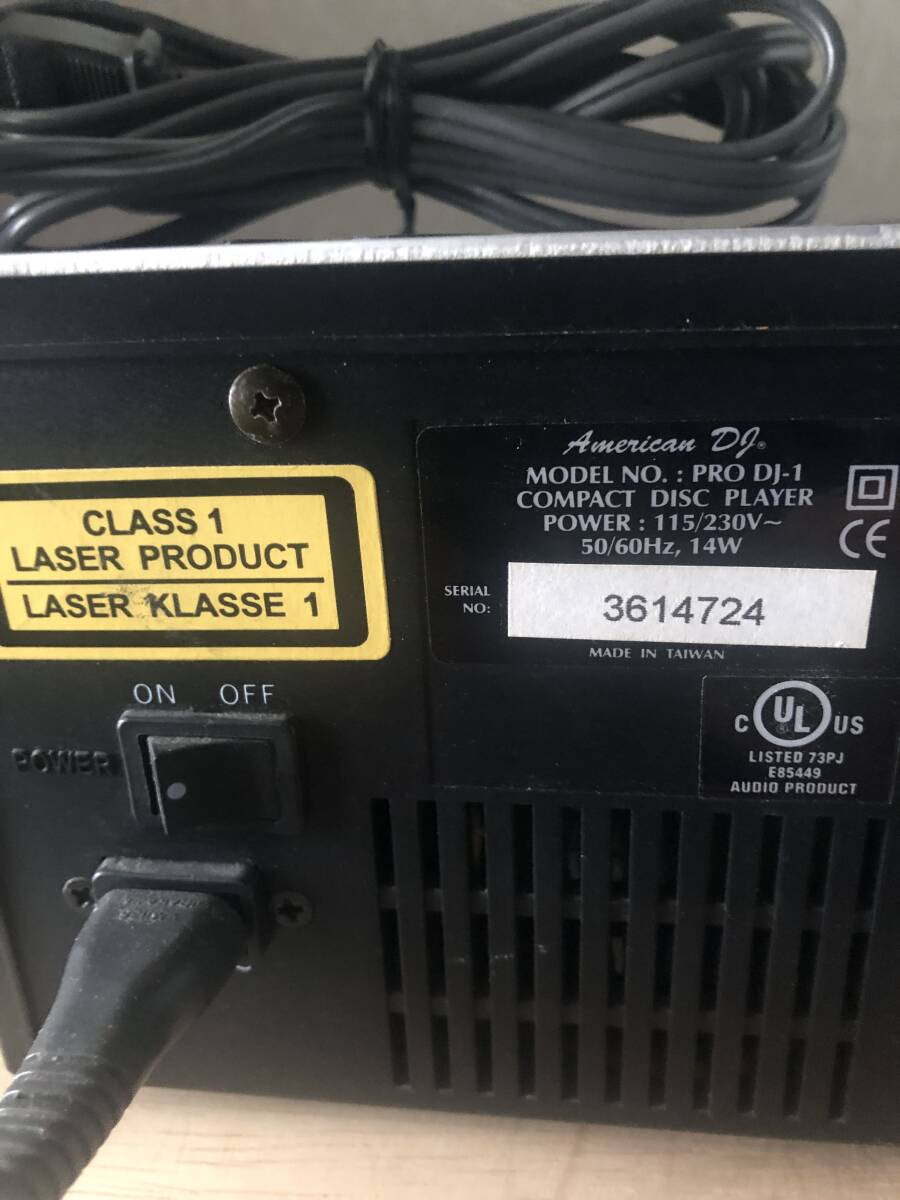 American DJ®
MODEL NO. : PRO DJ-1
COMPACT DISC PLAYER
POWER : 115/230V~
50/60Hz, 14W
CE
SERIAL
NO:
3614724
MADE IN TAIWAN
CLASS 1
LASER PRODUCT
LASER KLASSE 1
ON OFF
POWER
C UL® US
LISTED 73PJ
E85449
AUDIO PRODUCT